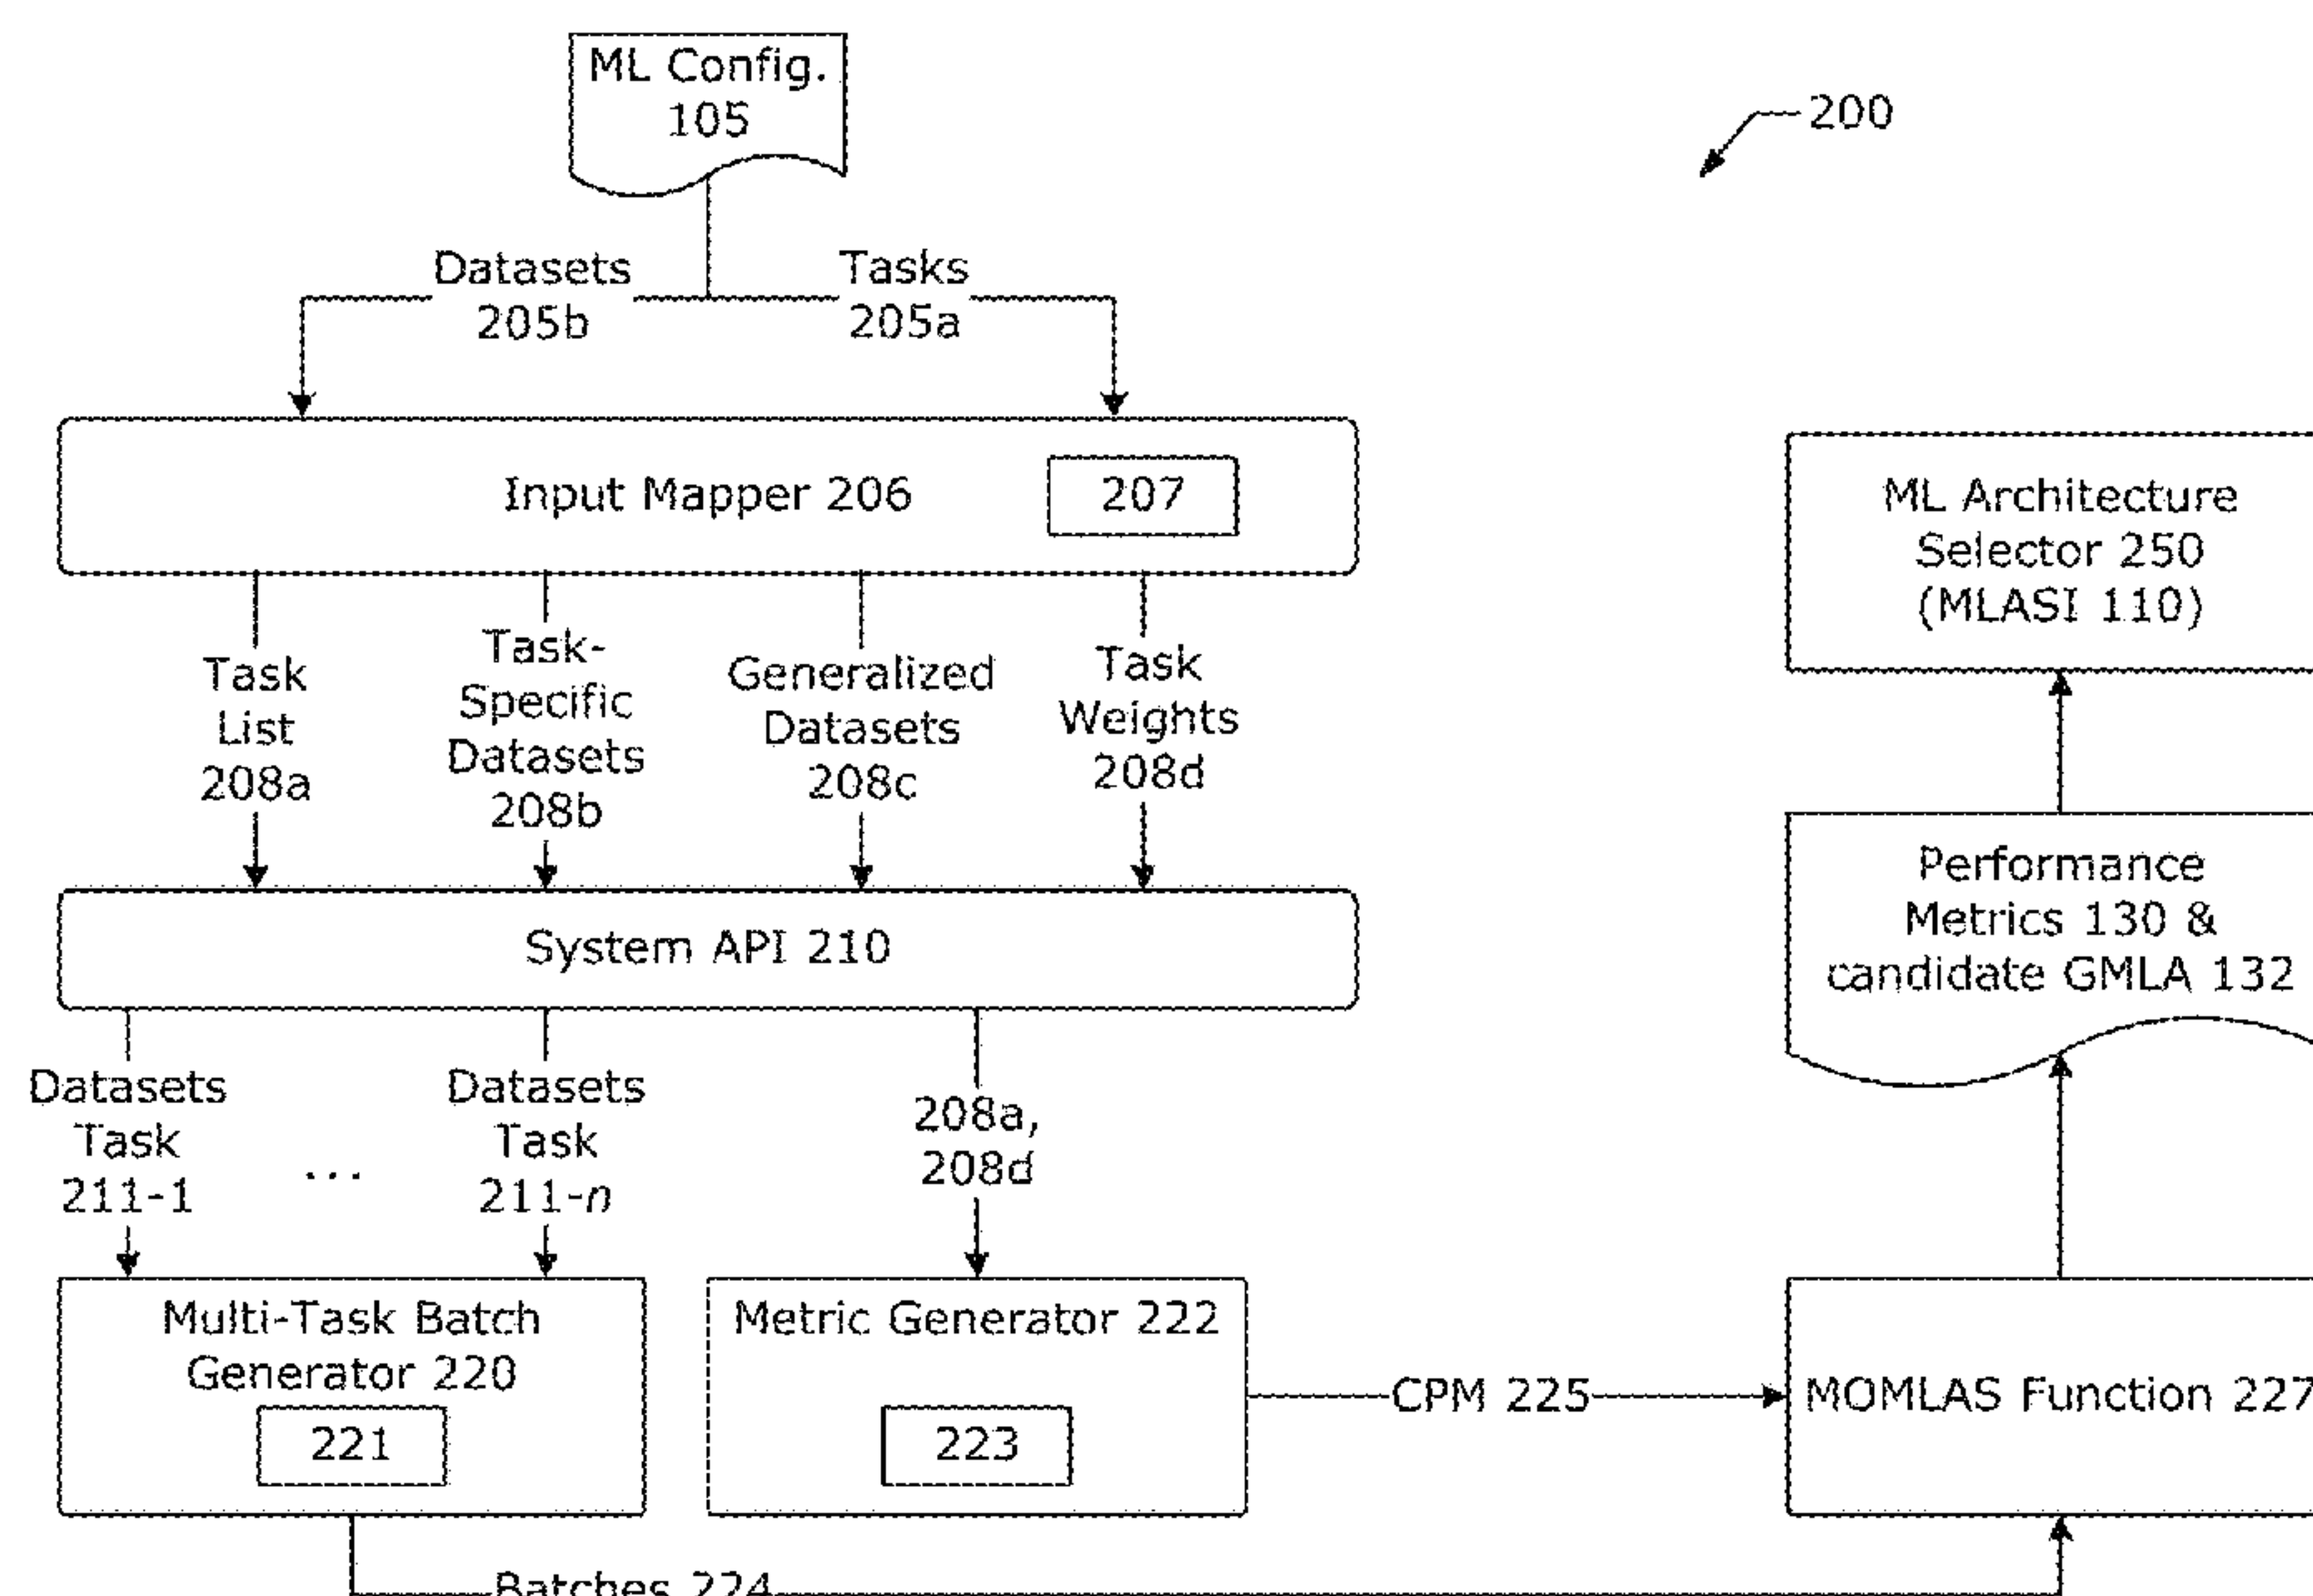 ML Config.
105
200
Datasets
205b
Tasks
205a
Input Mapper 206
207
ML Architecture
Selector 250
(MLASI 110)
Task
List
208a
Task-
Specific
Datasets
208b
Generalized
Datasets
208c
Task
Weights
208d
System API 210
Performance
Metrics 130 &
candidate GMLA 132
Datasets
Task
211-1
...
Datasets
Task
211-n
208a,
208d
Multi-Task Batch
Generator 220
221
Metric Generator 222
223
CPM 225
MOMLAS Function 227
Batches 224